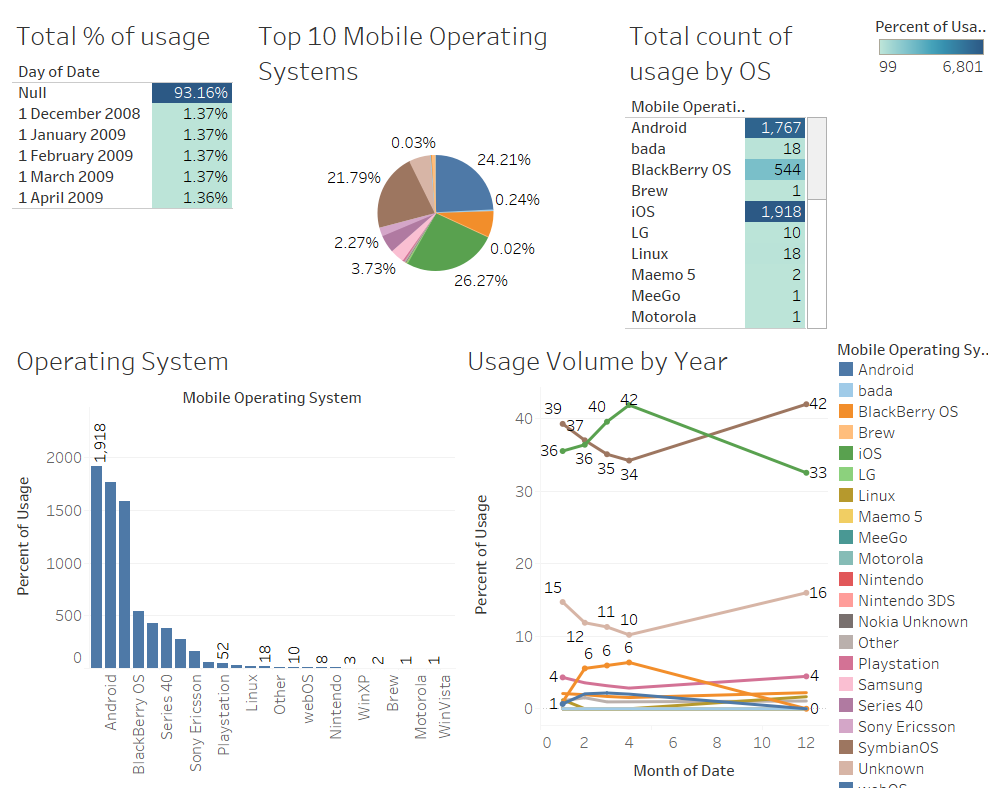 Total % of usage
Day of Date
Null 93.16%
1 December 2008 1.37%
1 January 2009 1.37%
1 February 2009 1.37%
1 March 2009 1.37%
1 April 2009 1.36%
Top 10 Mobile Operating
Systems
0.03%
24.21%
21.79%
0.24%
2.27%
0.02%
3.73%
26.27%
Total count of
usage by OS
Mobile Operati..
Android 1,767
bada 18
BlackBerry OS 544
Brew 1
iOS 1,918
LG 10
Linux 18
Maemo 5 2
MeeGo 1
Motorola 1
Percent of Usa..
99 6,801
Operating System
Mobile Operating System
Percent of Usage
2000
1500
1000
500
0
1,918
52
18
10
8
3
2
1
1
Android
BlackBerry OS
Series 40
Sony Ericsson
Playstation
Linux
Other
webOS
Nintendo
WinXP
Brew
Motorola
WinVista
Usage Volume by Year
Percent of Usage
40
30
20
10
0
39
37
40
42
42
36
36
35
34
33
15
12
11
10
16
6
6
6
4
4
1
0
0 2 4 6 8 10 12
Month of Date
Mobile Operating Sy..
Android
bada
BlackBerry OS
Brew
iOS
LG
Linux
Maemo 5
MeeGo
Motorola
Nintendo
Nintendo 3DS
Nokia Unknown
Other
Playstation
Samsung
Series 40
Sony Ericsson
SymbianOS
Unknown